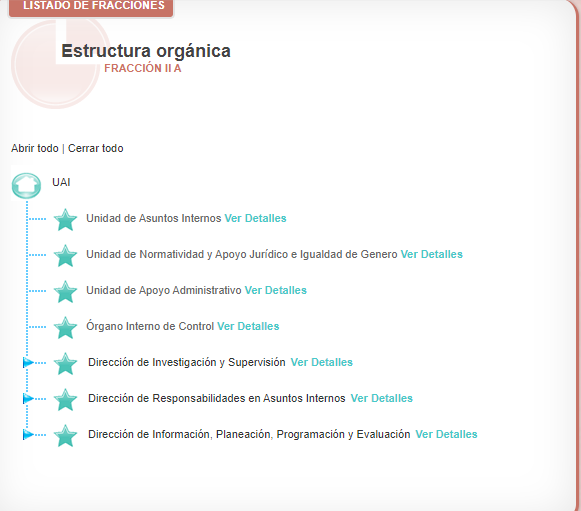 LISTADO DE FRACCIONES
Estructura orgánica
FRACCIÓN II A
Abrir todo | Cerrar todo
UAI
Unidad de Asuntos Internos Ver Detalles
Unidad de Normatividad y Apoyo Jurídico e Igualdad de Genero Ver Detalles
Unidad de Apoyo Administrativo Ver Detalles
Órgano Interno de Control Ver Detalles
Dirección de Investigación y Supervisión Ver Detalles
Dirección de Responsabilidades en Asuntos Internos Ver Detalles
Dirección de Información, Planeación, Programación y Evaluación Ver Detalles